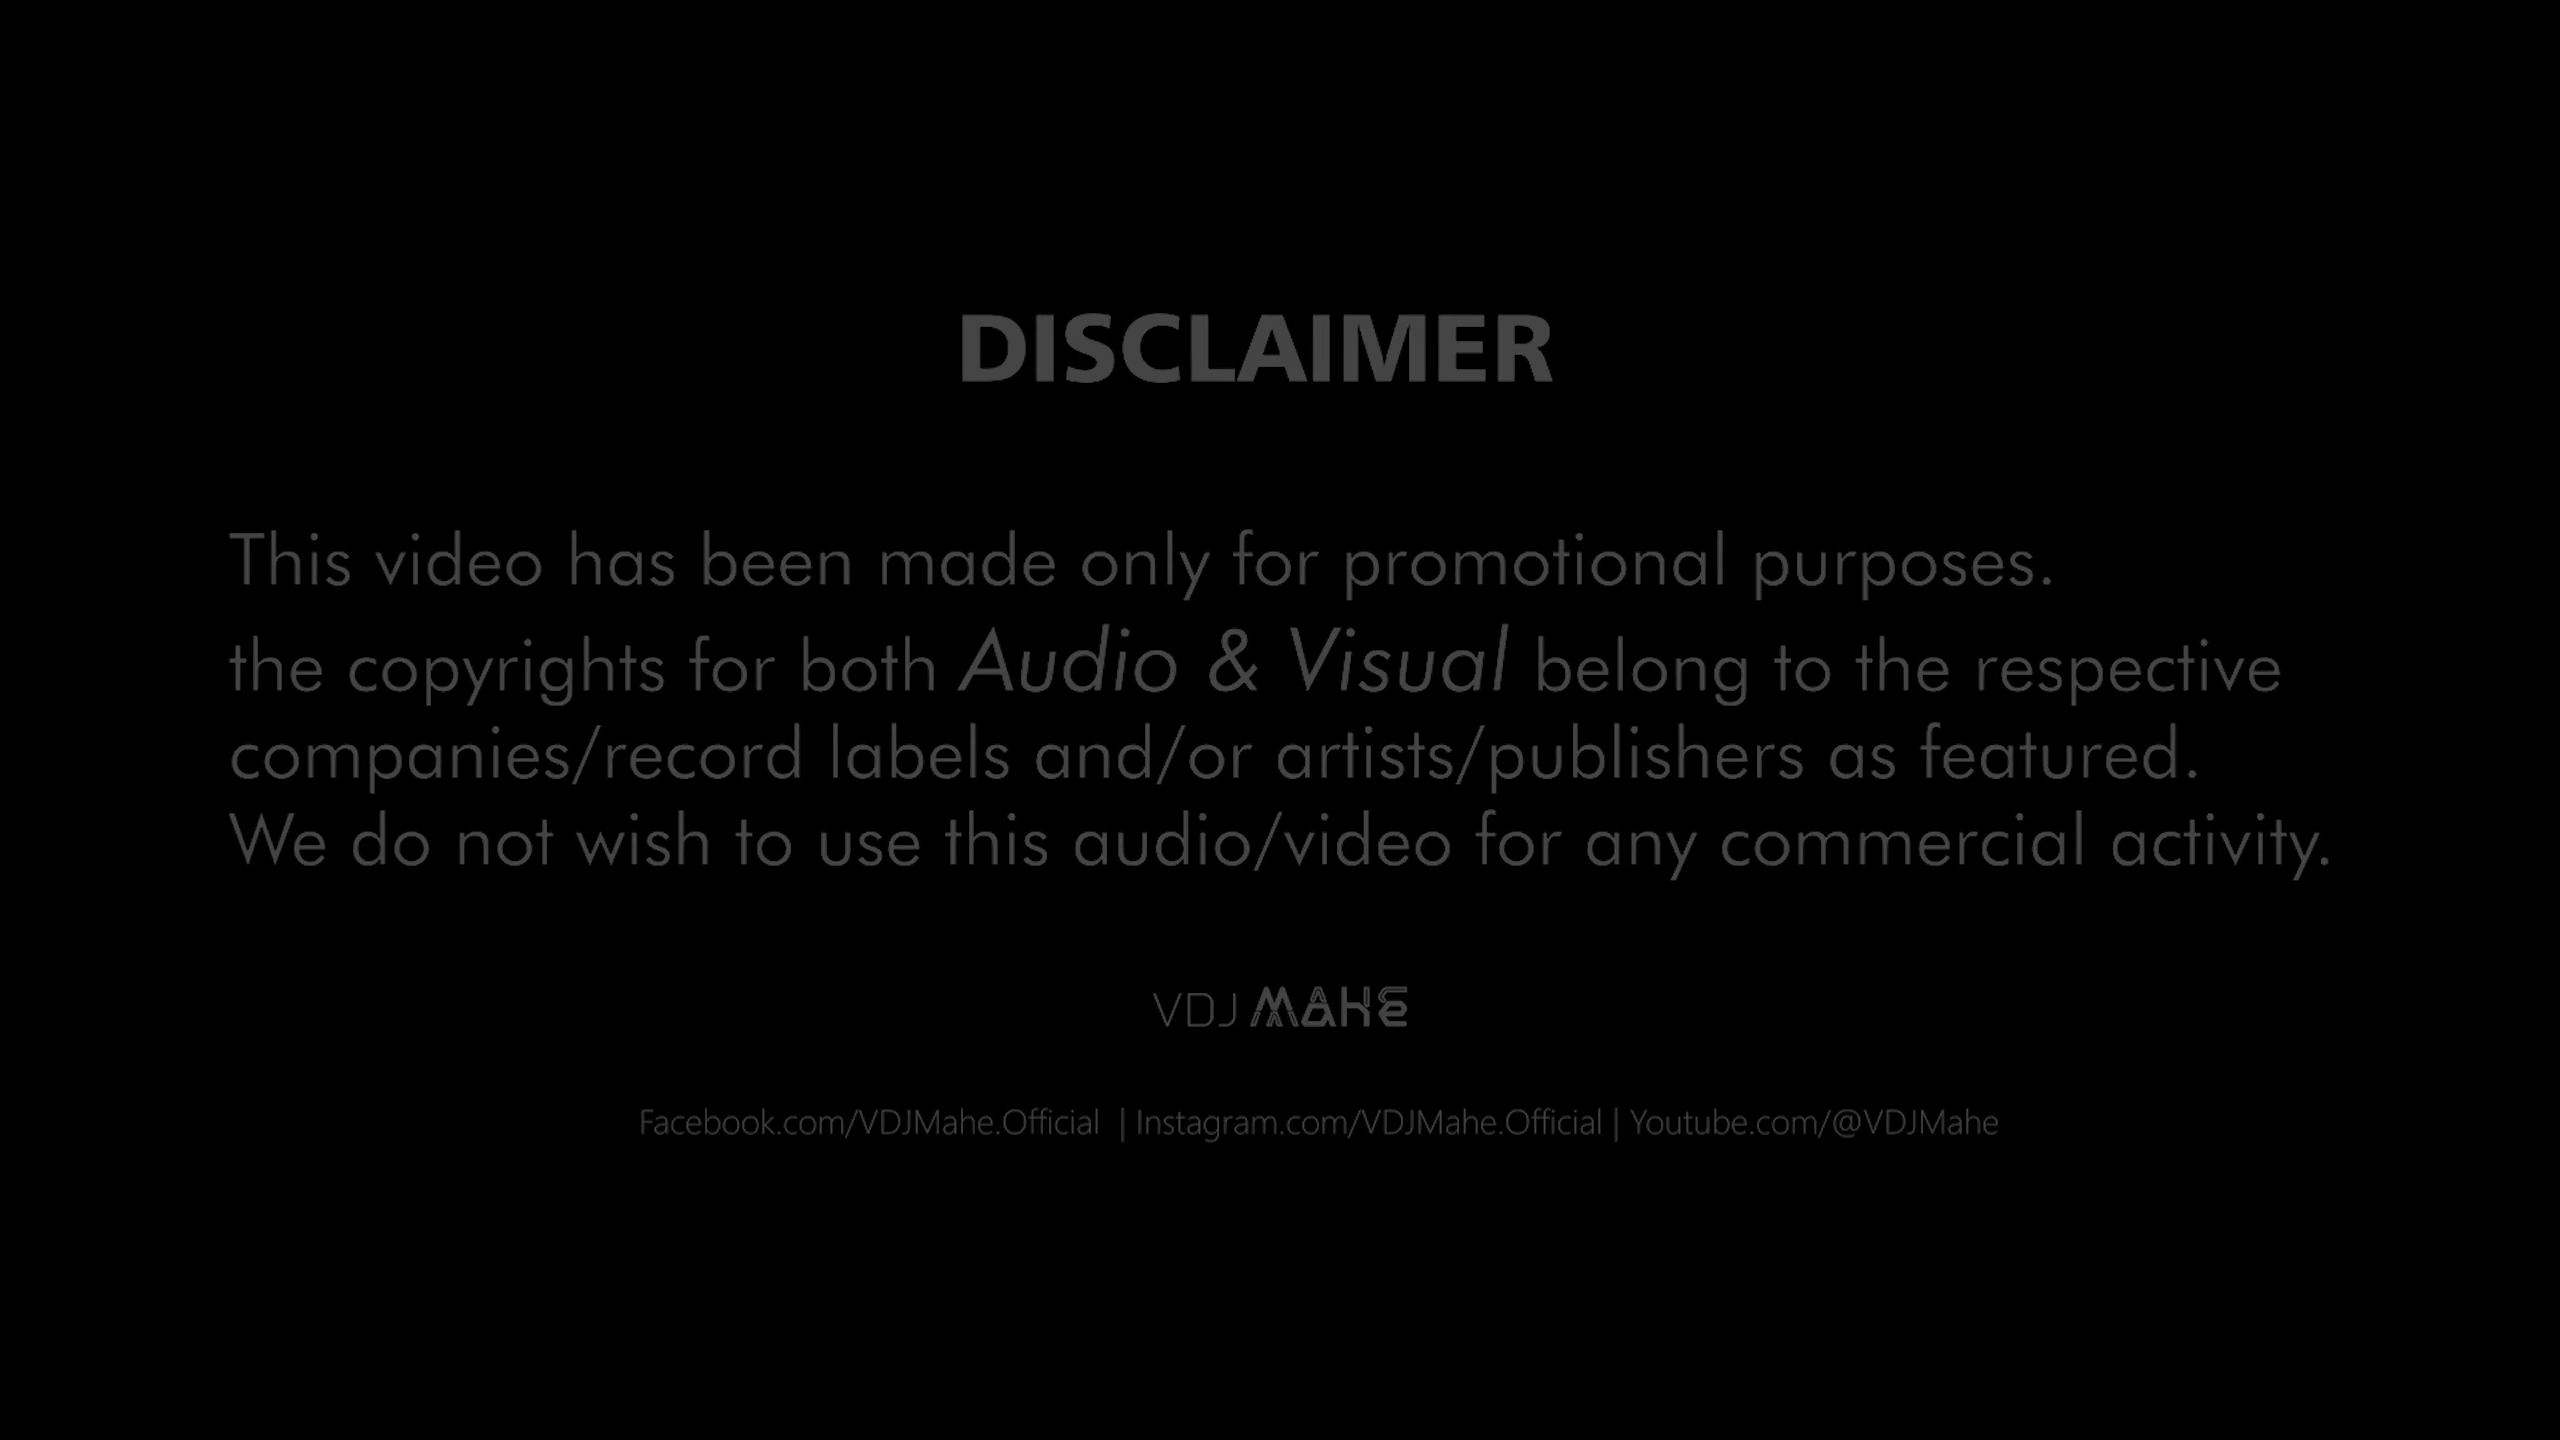 DISCLAIMER
This video has been made only for promotional purposes.
the copyrights for both Audio & Visual belong to the respective
companies/record labels and/or artists/publishers as featured.
We do not wish to use this audio/video for any commercial activity.
VDJ MAHE
Facebook.com/VDJMahe.Official | Instagram.com/VDJMahe.Official | Youtube.com/@VDJMahe